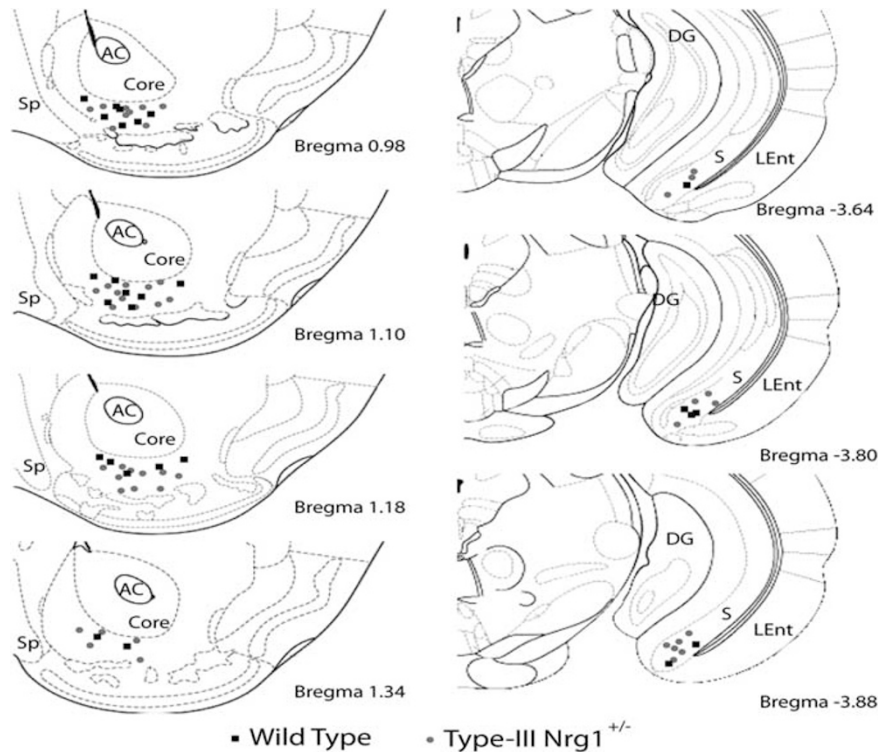 AC
Core
Sp
Bregma 0.98
AC
Core
Sp
Bregma 1.10
AC
Core
Sp
Bregma 1.18
AC
Core
Sp
Bregma 1.34
DG
S
LEnt
Bregma -3.64
DG
S
LEnt
Bregma -3.80
DG
S
LEnt
Bregma -3.88
Wild Type
Type-III Nrg1+/-